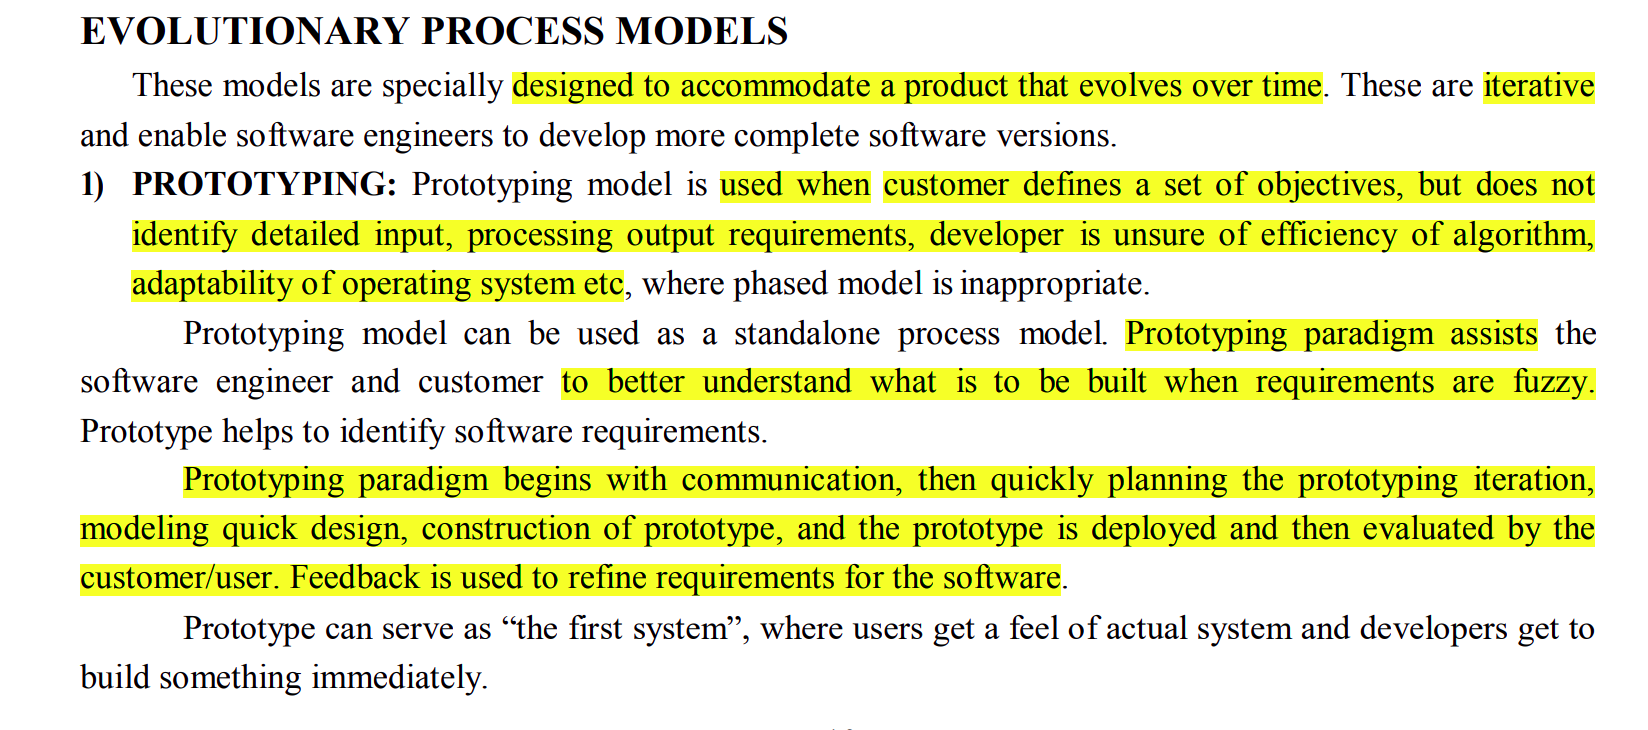 EVOLUTIONARY PROCESS MODELS
These models are specially designed to accommodate a product that evolves over time. These are iterative
and enable software engineers to develop more complete software versions.
1) PROTOTYPING: Prototyping model is used when customer defines a set of objectives, but does not
identify detailed input, processing output requirements, developer is unsure of efficiency of algorithm,
adaptability of operating system etc, where phased model is inappropriate.
Prototyping model can be used as a standalone process model. Prototyping paradigm assists the
software engineer and customer to better understand what is to be built when requirements are fuzzy.
Prototype helps to identify software requirements.
Prototyping paradigm begins with communication, then quickly planning the prototyping iteration,
modeling quick design, construction of prototype, and the prototype is deployed and then evaluated by the
customer/user. Feedback is used to refine requirements for the software.
Prototype can serve as “the first system”, where users get a feel of actual system and developers get to
build something immediately.